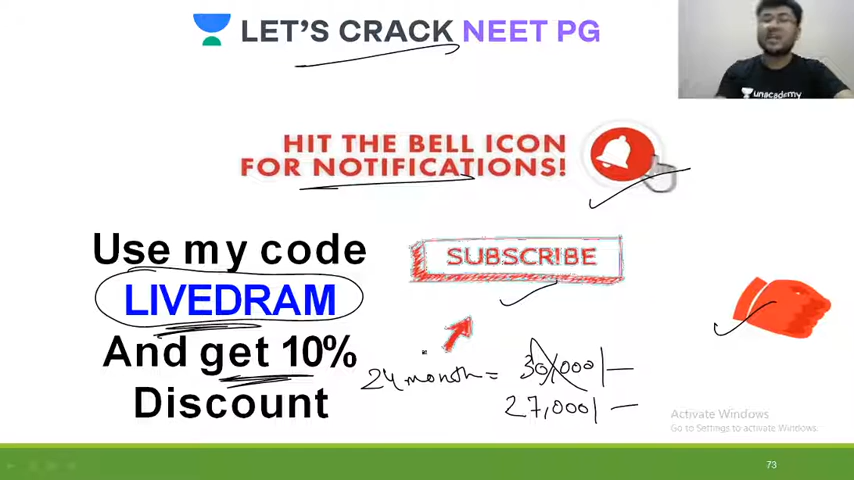 LET'S CRACK NEET PG
unacademy
HIT THE BELL ICON
FOR NOTIFICATIONS!
Use my code
LIVEDRAM
And get 10%
Discount
SUBSCRIBE
24 month = 30,000/-
27,000/-
Activate Windows
Go to Settings to activate Windows.
73